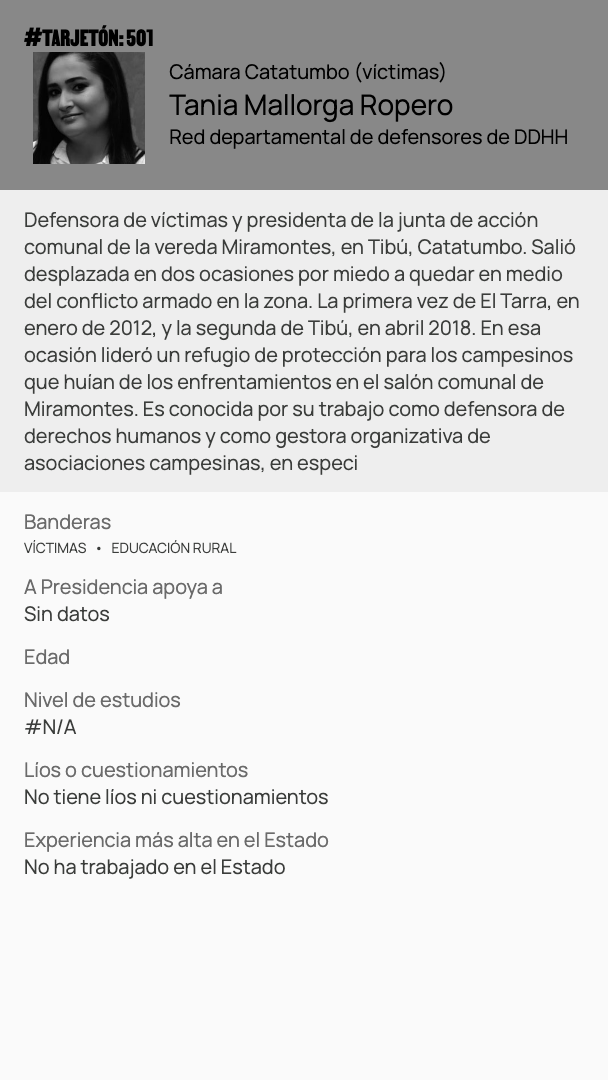 #TARJETÓN: 501
Cámara Catatumbo (víctimas)
Tania Mallorga Ropero
Red departamental de defensores de DDHH
Defensora de víctimas y presidenta de la junta de acción
comunal de la vereda Miramontes, en Tibú, Catatumbo. Salió
desplazada en dos ocasiones por miedo a quedar en medio
del conflicto armado en la zona. La primera vez de El Tarra, en
enero de 2012, y la segunda de Tibú, en abril 2018. En esa
ocasión lideró un refugio de protección para los campesinos
que huían de los enfrentamientos en el salón comunal de
Miramontes. Es conocida por su trabajo como defensora de
derechos humanos y como gestora organizativa de
asociaciones campesinas, en especi
Banderas
VÍCTIMAS • EDUCACIÓN RURAL
A Presidencia apoya a
Sin datos
Edad
Nivel de estudios
#N/A
Líos o cuestionamientos
No tiene líos ni cuestionamientos
Experiencia más alta en el Estado
No ha trabajado en el Estado